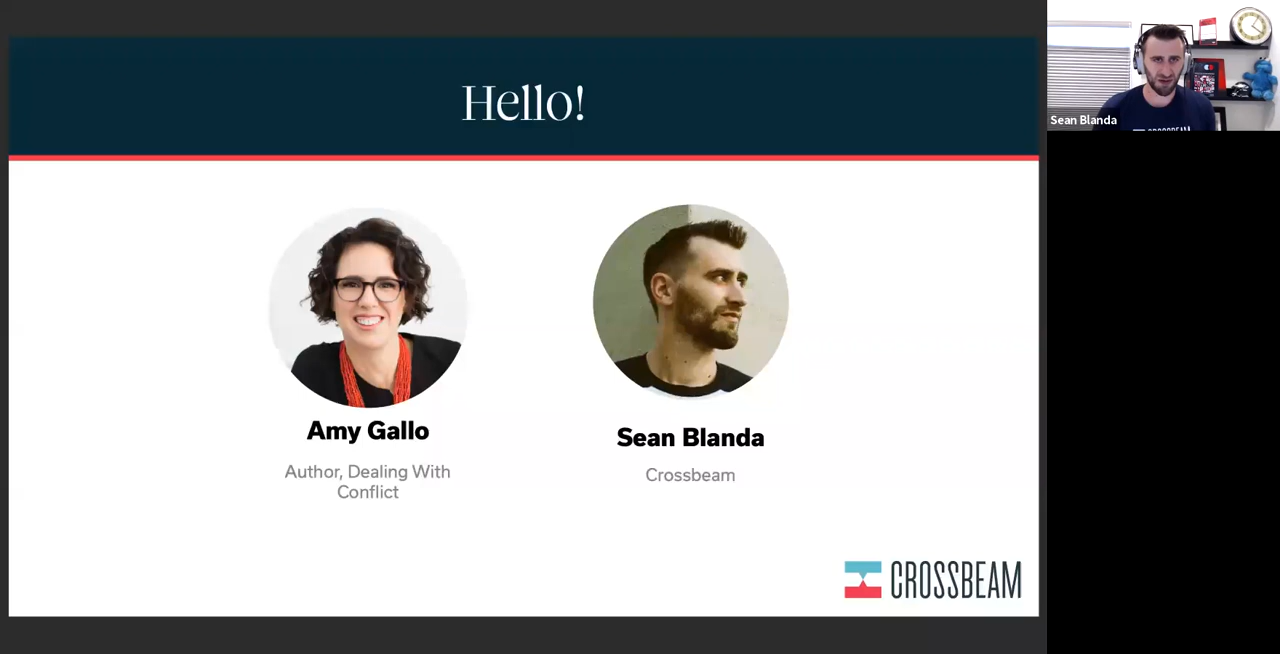 Hello!
Sean Blanda
Amy Gallo
Sean Blanda
Author, Dealing With
Conflict
Crossbeam
CROSSBEAM